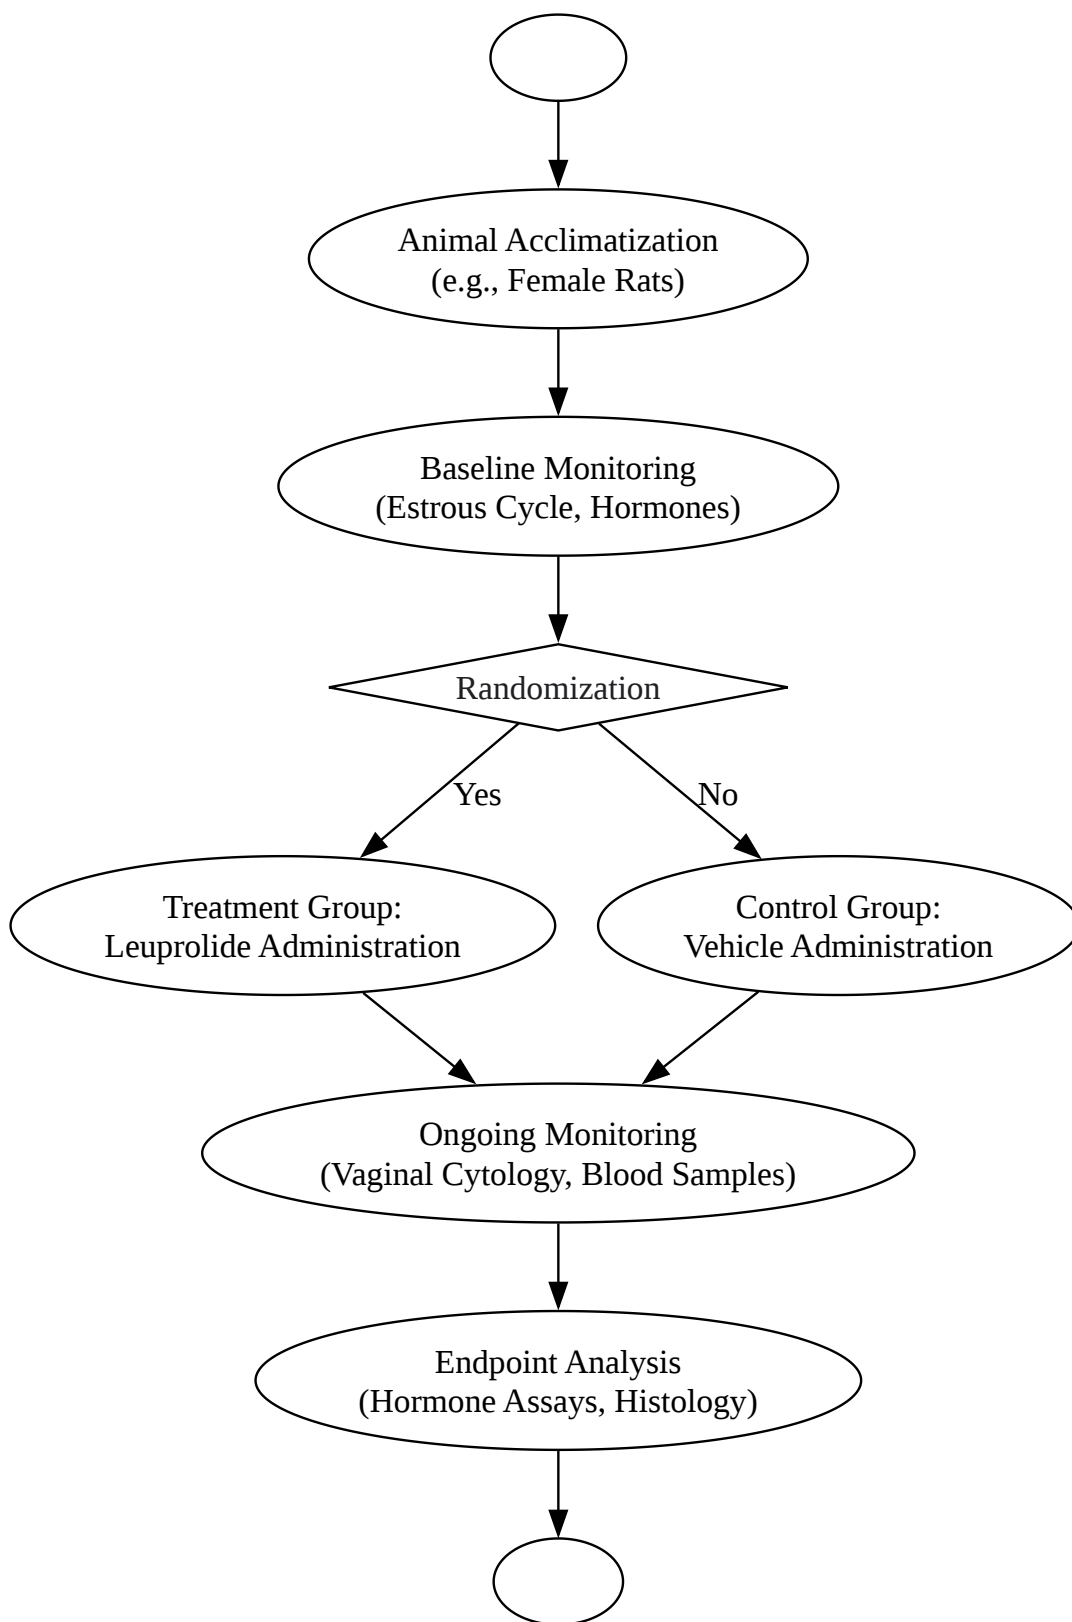 Animal Acclimatization
(e.g., Female Rats)
Baseline Monitoring
(Estrous Cycle, Hormones)
Randomization
Yes
No
Treatment Group:
Leuprolide Administration
Control Group:
Vehicle Administration
Ongoing Monitoring
(Vaginal Cytology, Blood Samples)
Endpoint Analysis
(Hormone Assays, Histology)